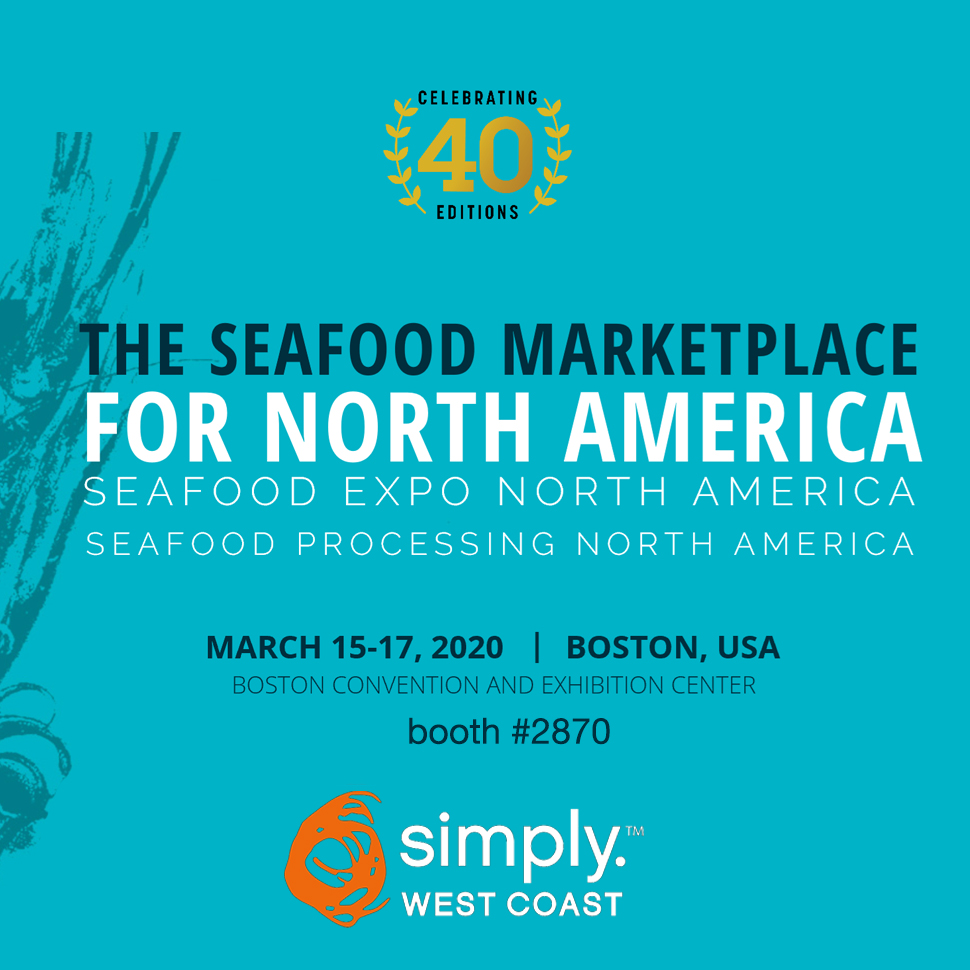 CELEBRATING
40
EDITIONS
THE SEAFOOD MARKETPLACE
FOR NORTH AMERICA
SEAFOOD EXPO NORTH AMERICA
SEAFOOD PROCESSING NORTH AMERICA
MARCH 15-17, 2020 | BOSTON, USA
BOSTON CONVENTION AND EXHIBITION CENTER
booth #2870
simply.™
WEST COAST